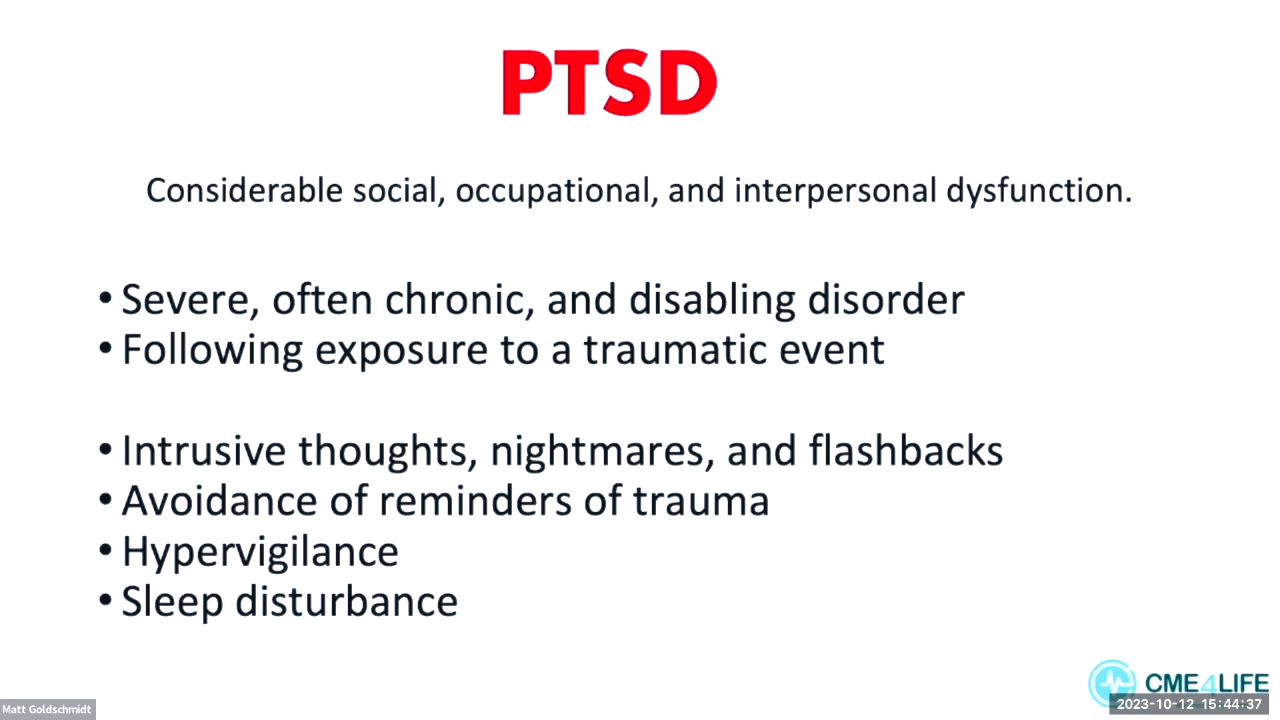 PTSD
Considerable social, occupational, and interpersonal dysfunction.
• Severe, often chronic, and disabling disorder
• Following exposure to a traumatic event
• Intrusive thoughts, nightmares, and flashbacks
• Avoidance of reminders of trauma
• Hypervigilance
• Sleep disturbance
CME4LIFE
Matt Goldschmidt
2023-10-12 15:44:37